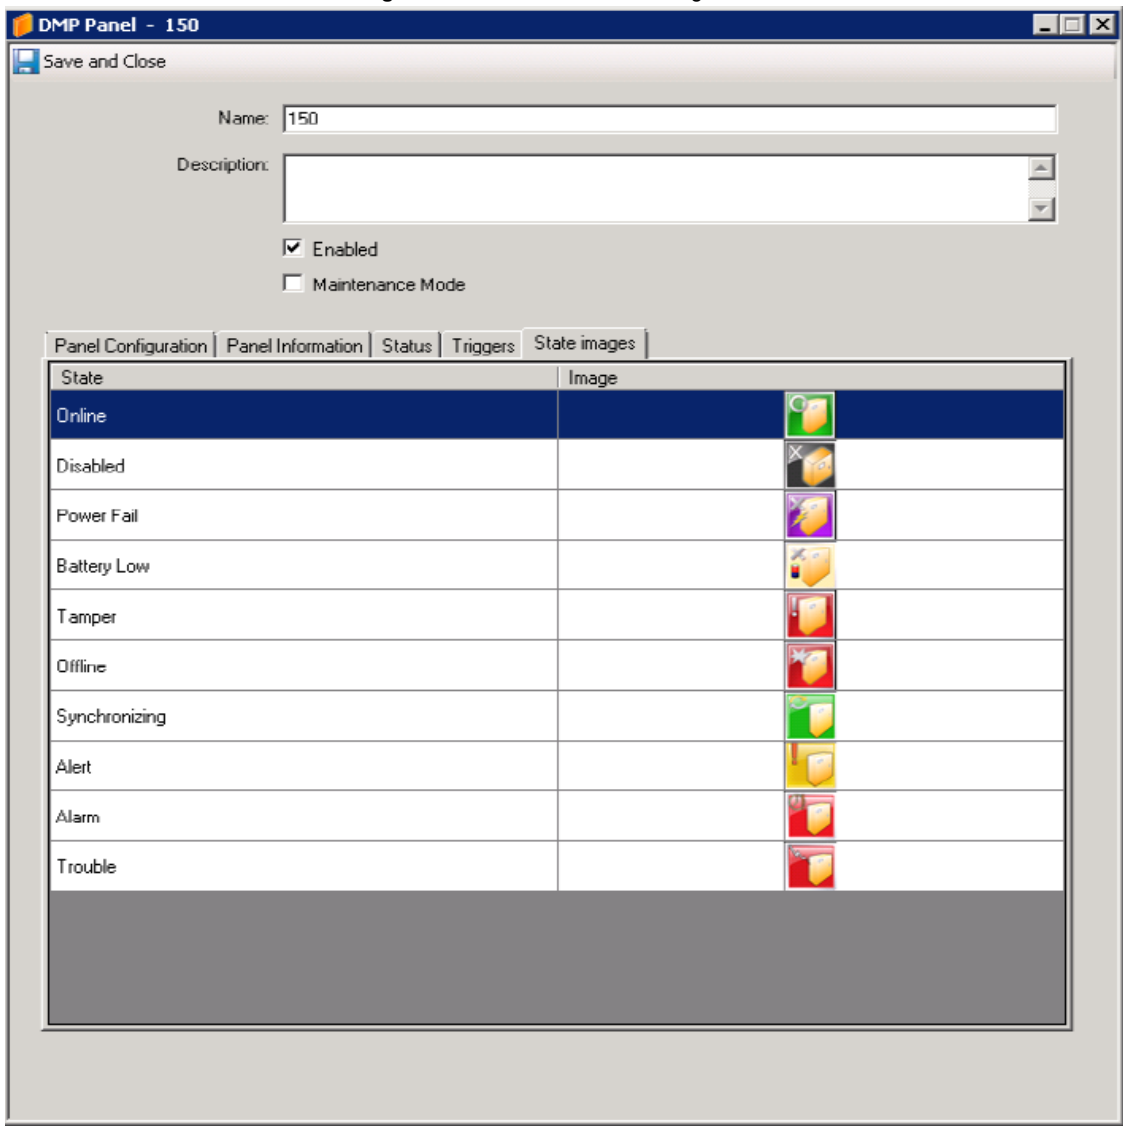 DMP Panel - 150
Save and Close
Name: 150
Description:
Enabled
Maintenance Mode
Panel Configuration Panel Information Status Triggers State images
State Image
Online
Disabled
Power Fail
Battery Low
Tamper
Offline
Synchronizing
Alert
Alarm
Trouble